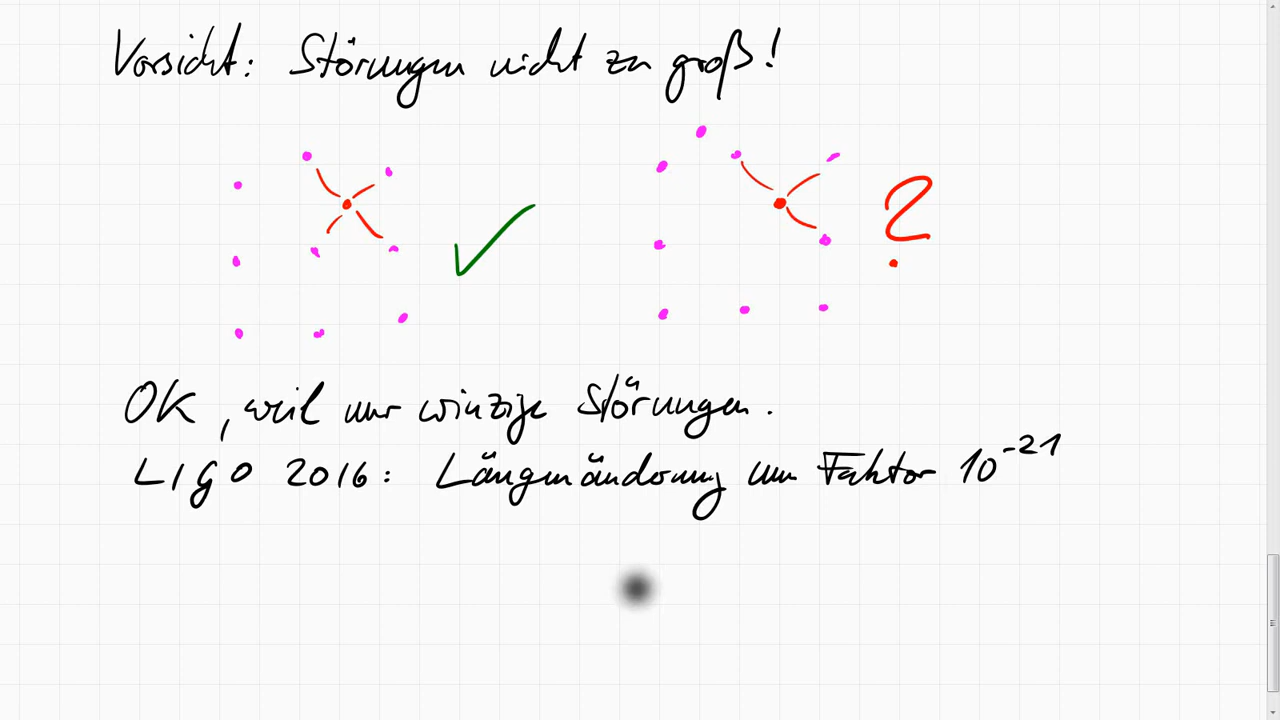 Vorsicht: Störungen nicht zu groß!
?
OK, weil nur winzige Störungen.
LIGO 2016: Längenänderung um Faktor 10⁻²¹